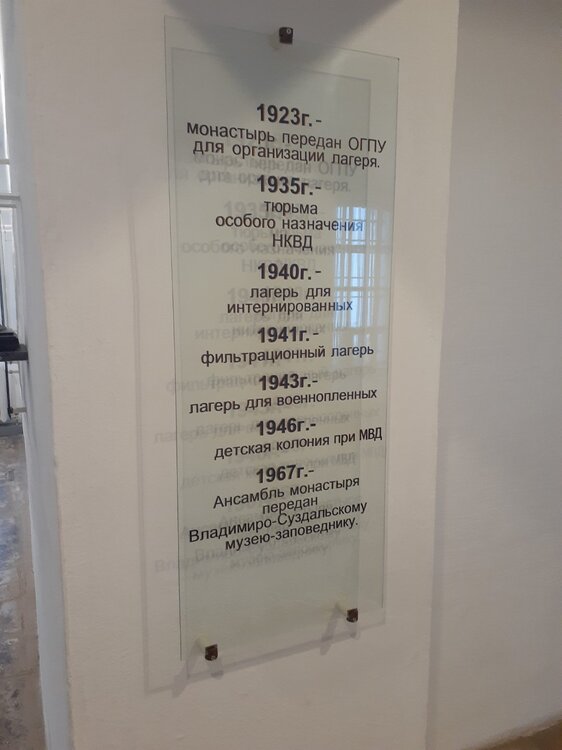 1923г.-
монастырь передан ОГПУ
для организации лагеря.
1935г.-
тюрьма
особого назначения
НКВД
1940г.-
лагерь для
интернированных
1941г.-
фильтрационный лагерь
1943г.-
лагерь для военнопленных
1946г.-
детская колония при МВД
1967г.-
Ансамбль монастыря
передан
Владимиро-Суздальскому
музею-заповеднику.